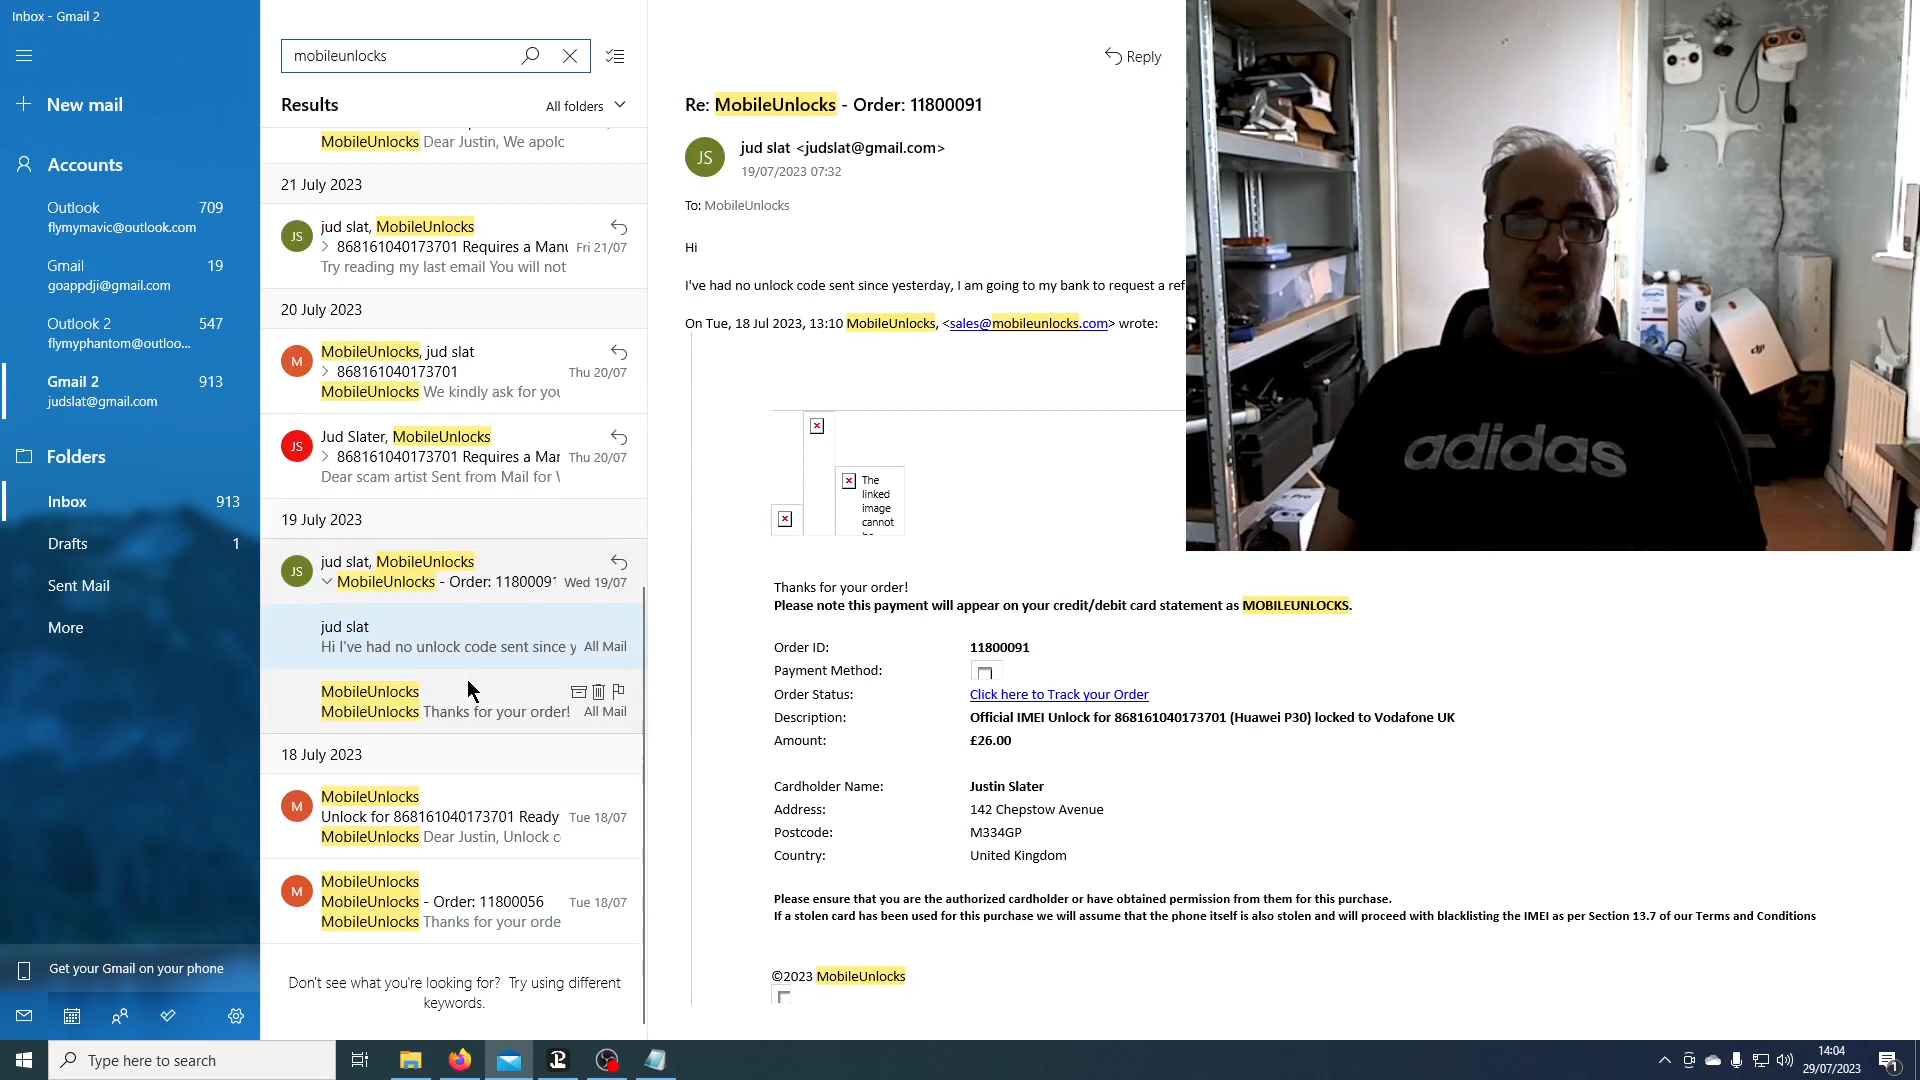 Inbox - Gmail 2
New mail
Accounts
Outlook 709
flymymavic@outlook.com
Gmail 19
goappdji@gmail.com
Outlook 2 547
flymyphantom@outloo...
Gmail 2 913
judslat@gmail.com
Folders
Inbox 913
Drafts 1
Sent Mail
More
Get your Gmail on your phone
mobileunlocks
Results All folders
MobileUnlocks Dear Justin, We apolc
21 July 2023
JS
jud slat, MobileUnlocks
868161040173701 Requires a Manu Fri 21/07
Try reading my last email You will not
20 July 2023
M
MobileUnlocks, jud slat
868161040173701 Thu 20/07
MobileUnlocks We kindly ask for you
JS
Jud Slater, MobileUnlocks
868161040173701 Requires a Mar Thu 20/07
Dear scam artist Sent from Mail for
19 July 2023
JS
jud slat, MobileUnlocks
MobileUnlocks - Order: 11800091 Wed 19/07
jud slat
Hi I've had no unlock code sent since y All Mail
MobileUnlocks
MobileUnlocks Thanks for your order! All Mail
18 July 2023
M
MobileUnlocks
Unlock for 868161040173701 Ready Tue 18/07
MobileUnlocks Dear Justin, Unlock c
M
MobileUnlocks
MobileUnlocks - Order: 11800056 Tue 18/07
MobileUnlocks Thanks for your orde
Don't see what you're looking for? Try using different
keywords.
Reply
Re: MobileUnlocks - Order: 11800091
JS
jud slat <judslat@gmail.com>
19/07/2023 07:32
To: MobileUnlocks
Hi
I've had no unlock code sent since yesterday, I am going to my bank to request a ref
On Tue, 18 Jul 2023, 13:10 MobileUnlocks, <sales@mobileunlocks.com> wrote:
The
linked
image
cannot
Thanks for your order!
Please note this payment will appear on your credit/debit card statement as MOBILEUNLOCKS.
Order ID: 11800091
Payment Method:
Order Status: Click here to Track your Order
Description: Official IMEI Unlock for 868161040173701 (Huawei P30) locked to Vodafone UK
Amount: £26.00
Cardholder Name: Justin Slater
Address: 142 Chepstow Avenue
Postcode: M334GP
Country: United Kingdom
Please ensure that you are the authorized cardholder or have obtained permission from them for this purchase.
If a stolen card has been used for this purchase we will assume that the phone itself is also stolen and will proceed with blacklisting the IMEI as per Section 13.7 of our Terms and Conditions
©2023 MobileUnlocks
adidas
dji
Type here to search
14:04
29/07/2023
1